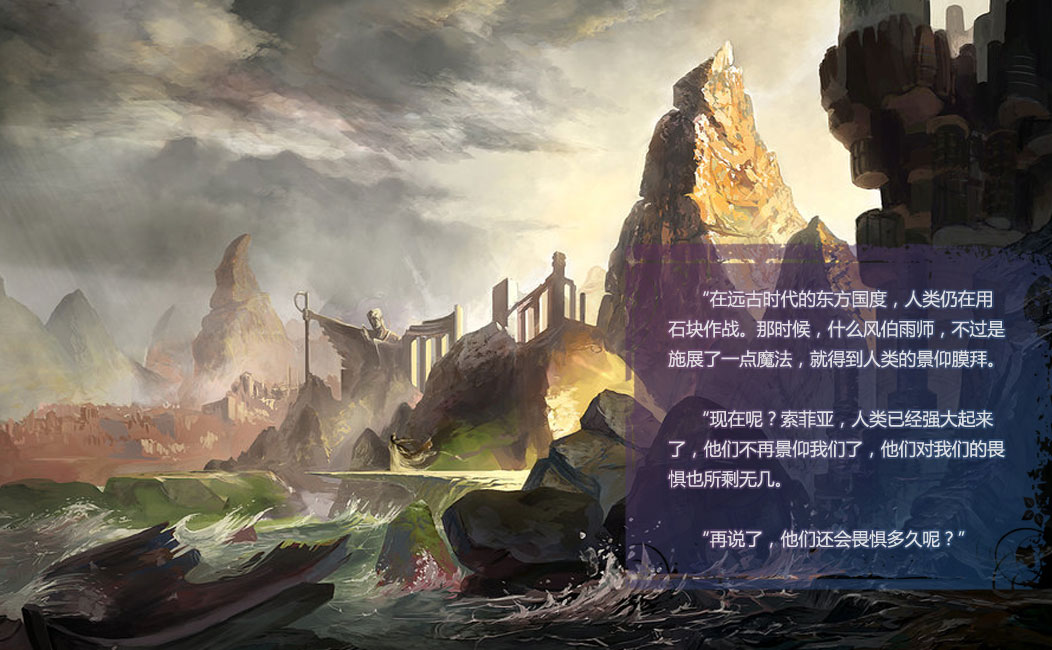 “在远古时代的东方国度，人类仍在用
石块作战。那时候，什么风伯雨师，不过是
施展了一点魔法，就得到人类的景仰膜拜。
“现在呢？索菲亚，人类已经强大起来
了，他们不再景仰我们了，他们对我们的畏
惧也所剩无几。
“再说了，他们还会畏惧多久呢？”